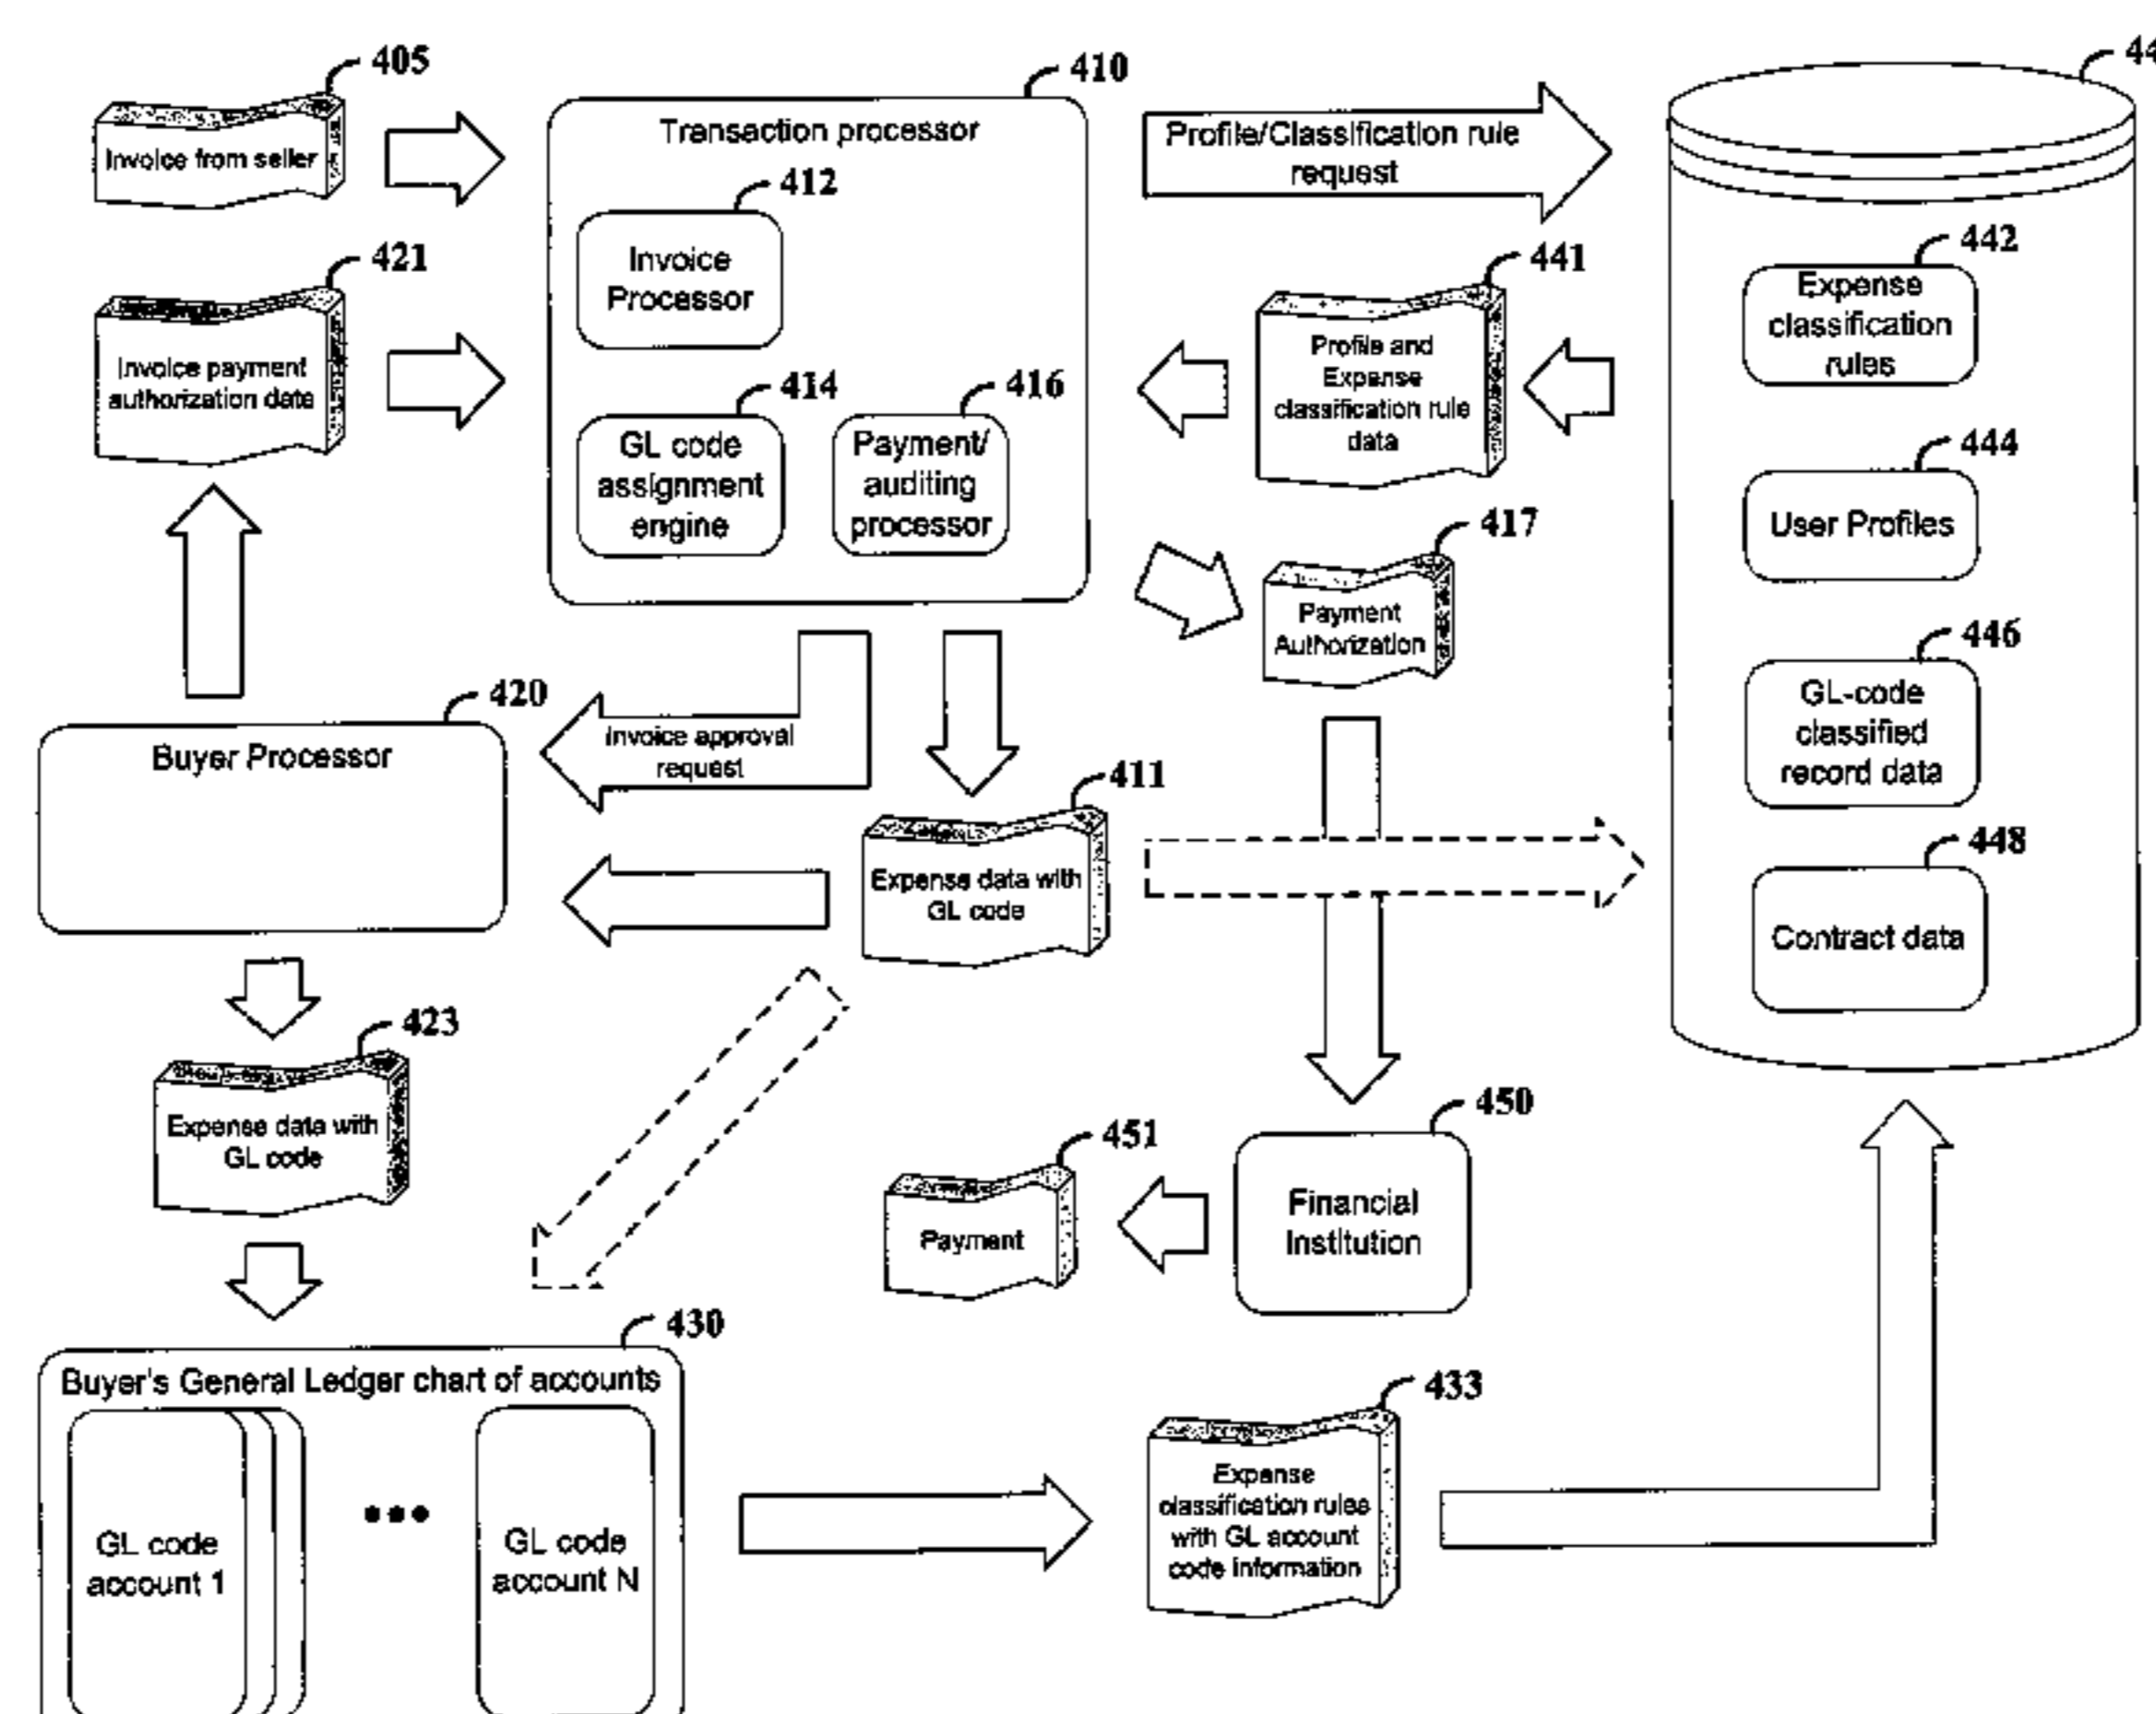 405
Invoice from seller
421
Invoice payment
authorization data
410
Transaction processor
412
Invoice
Processor
414
GL code
assignment
engine
416
Payment/
auditing
processor
Profile/Classification rule
request
441
Profile and
Expense
classification rule
data
417
Payment
Authorization
44
442
Expense
classification
rules
444
User Profiles
446
GL-code
classified
record data
448
Contract data
420
Buyer Processor
Invoice approval
request
411
Expense data with
GL code
423
Expense data with
GL code
451
Payment
450
Financial
Institution
430
Buyer's General Ledger chart of accounts
GL code
account 1
•••
GL code
account N
433
Expense
classification rules
with GL account
code information